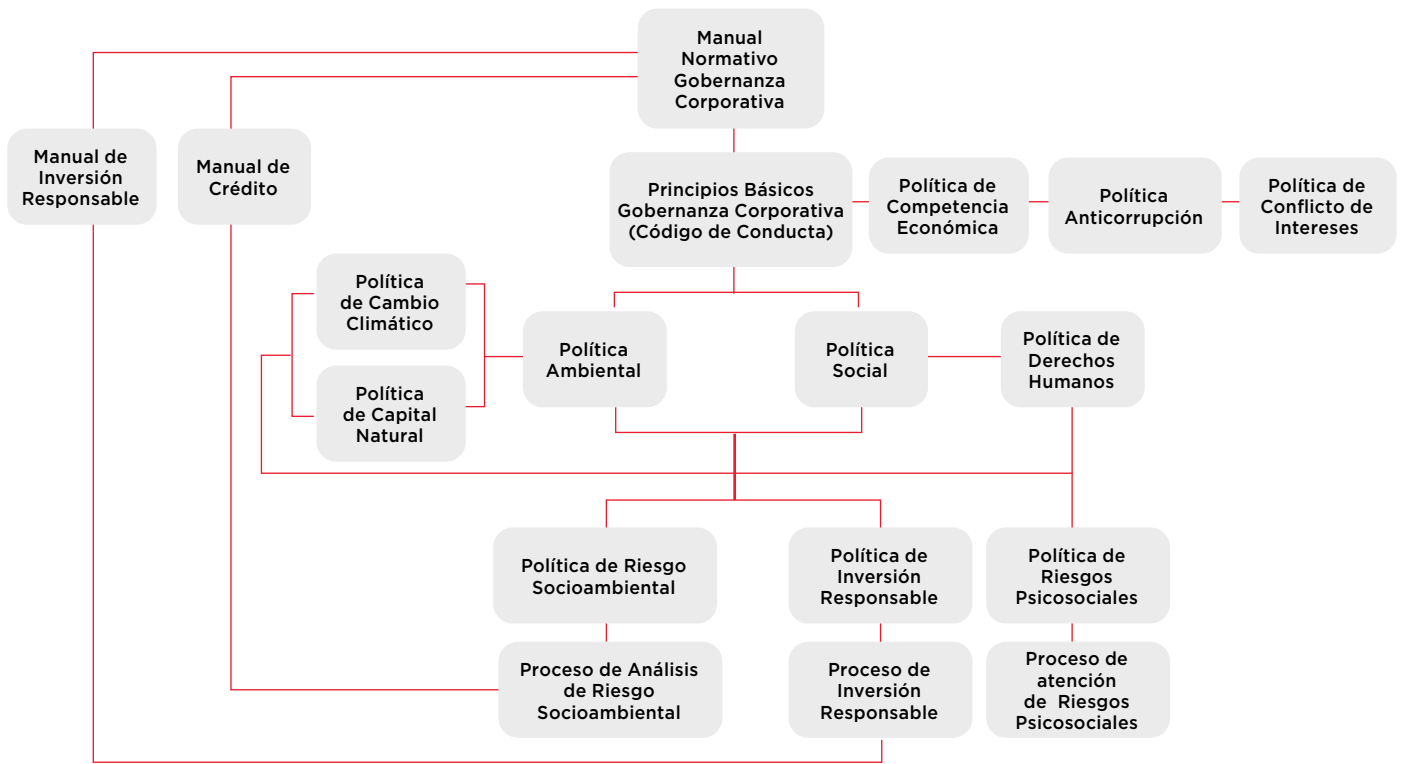 Manual
Normativo
Gobernanza
Corporativa
Manual de
Inversión
Responsable
Manual de
Crédito
Principios Básicos
Gobernanza Corporativa
(Código de Conducta)
Política de
Competencia
Económica
Política
Anticorrupción
Política de
Conflicto de
Intereses
Política
de Cambio
Climático
Política
de Capital
Natural
Política
Ambiental
Política
Social
Política de
Derechos
Humanos
Política de Riesgo
Socioambiental
Política de
Inversión
Responsable
Política de
Riesgos
Psicosociales
Proceso de Análisis
de Riesgo
Socioambiental
Proceso de
Inversión
Responsable
Proceso de
atención
de Riesgos
Psicosociales